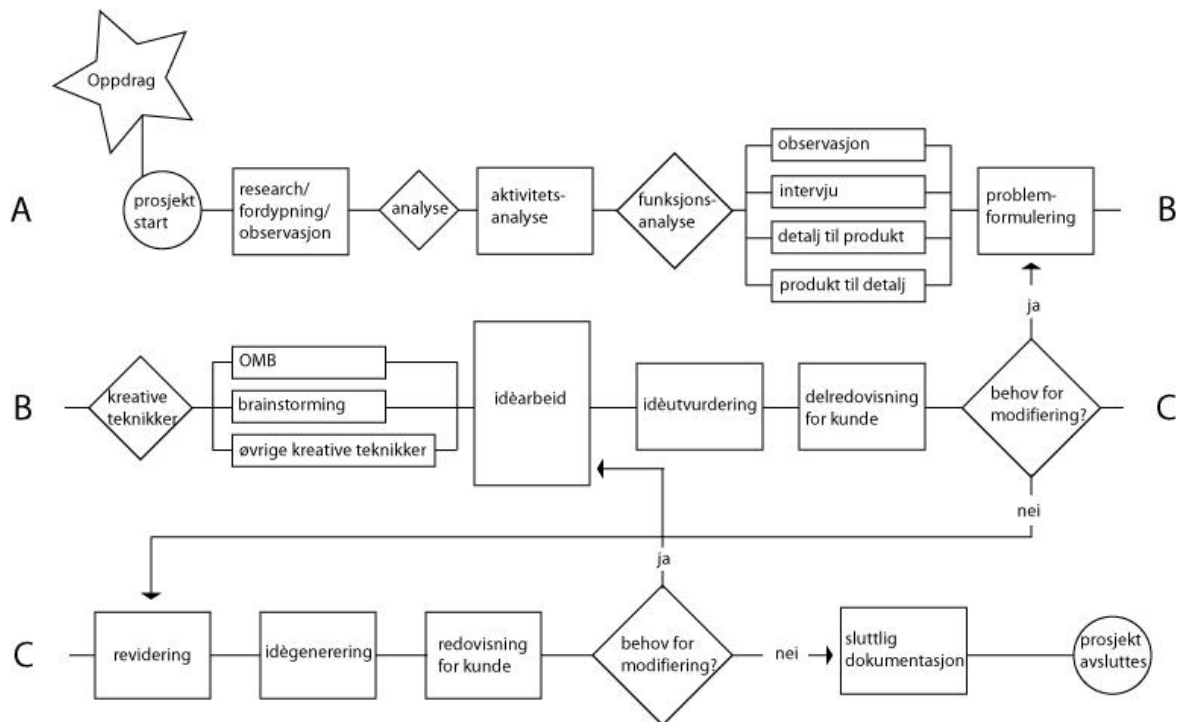 Oppdrag
A
prosjekt
start
research/
fordypning/
observasjon
analyse
aktivitets-
analyse
funksjons-
analyse
observasjon
intervju
detalj til produkt
produkt til detalj
problem-
formulering
B
ja
B
kreative
teknikker
OMB
brainstorming
øvrige kreative teknikker
idèarbeid
idèutvurdering
delredovisning
for kunde
behov for
modifiering?
C
nei
ja
C
revidering
idègenerering
redovisning
for kunde
behov for
modifiering?
nei
sluttlig
dokumentasjon
prosjekt
avsluttes